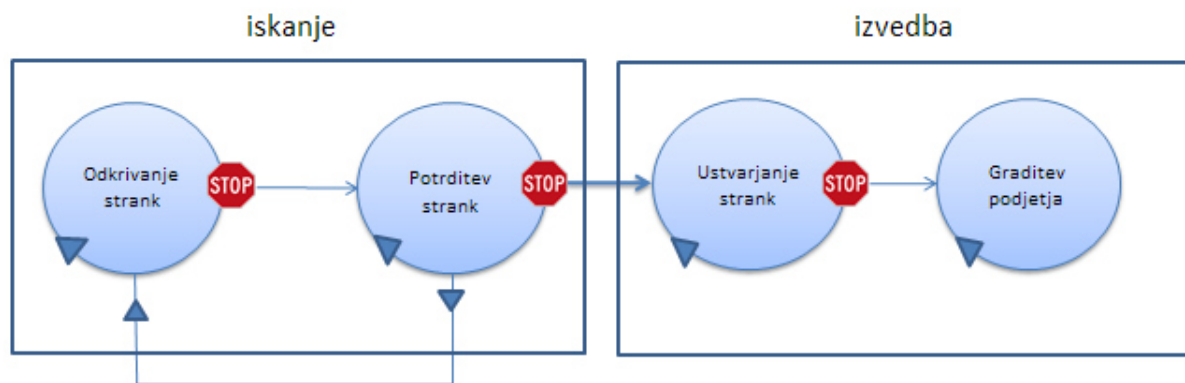 iskanje
izvedba
Odkrivanje
strank
STOP
Potrditev
strank
STOP
Ustvarjanje
strank
STOP
Graditev
podjetja